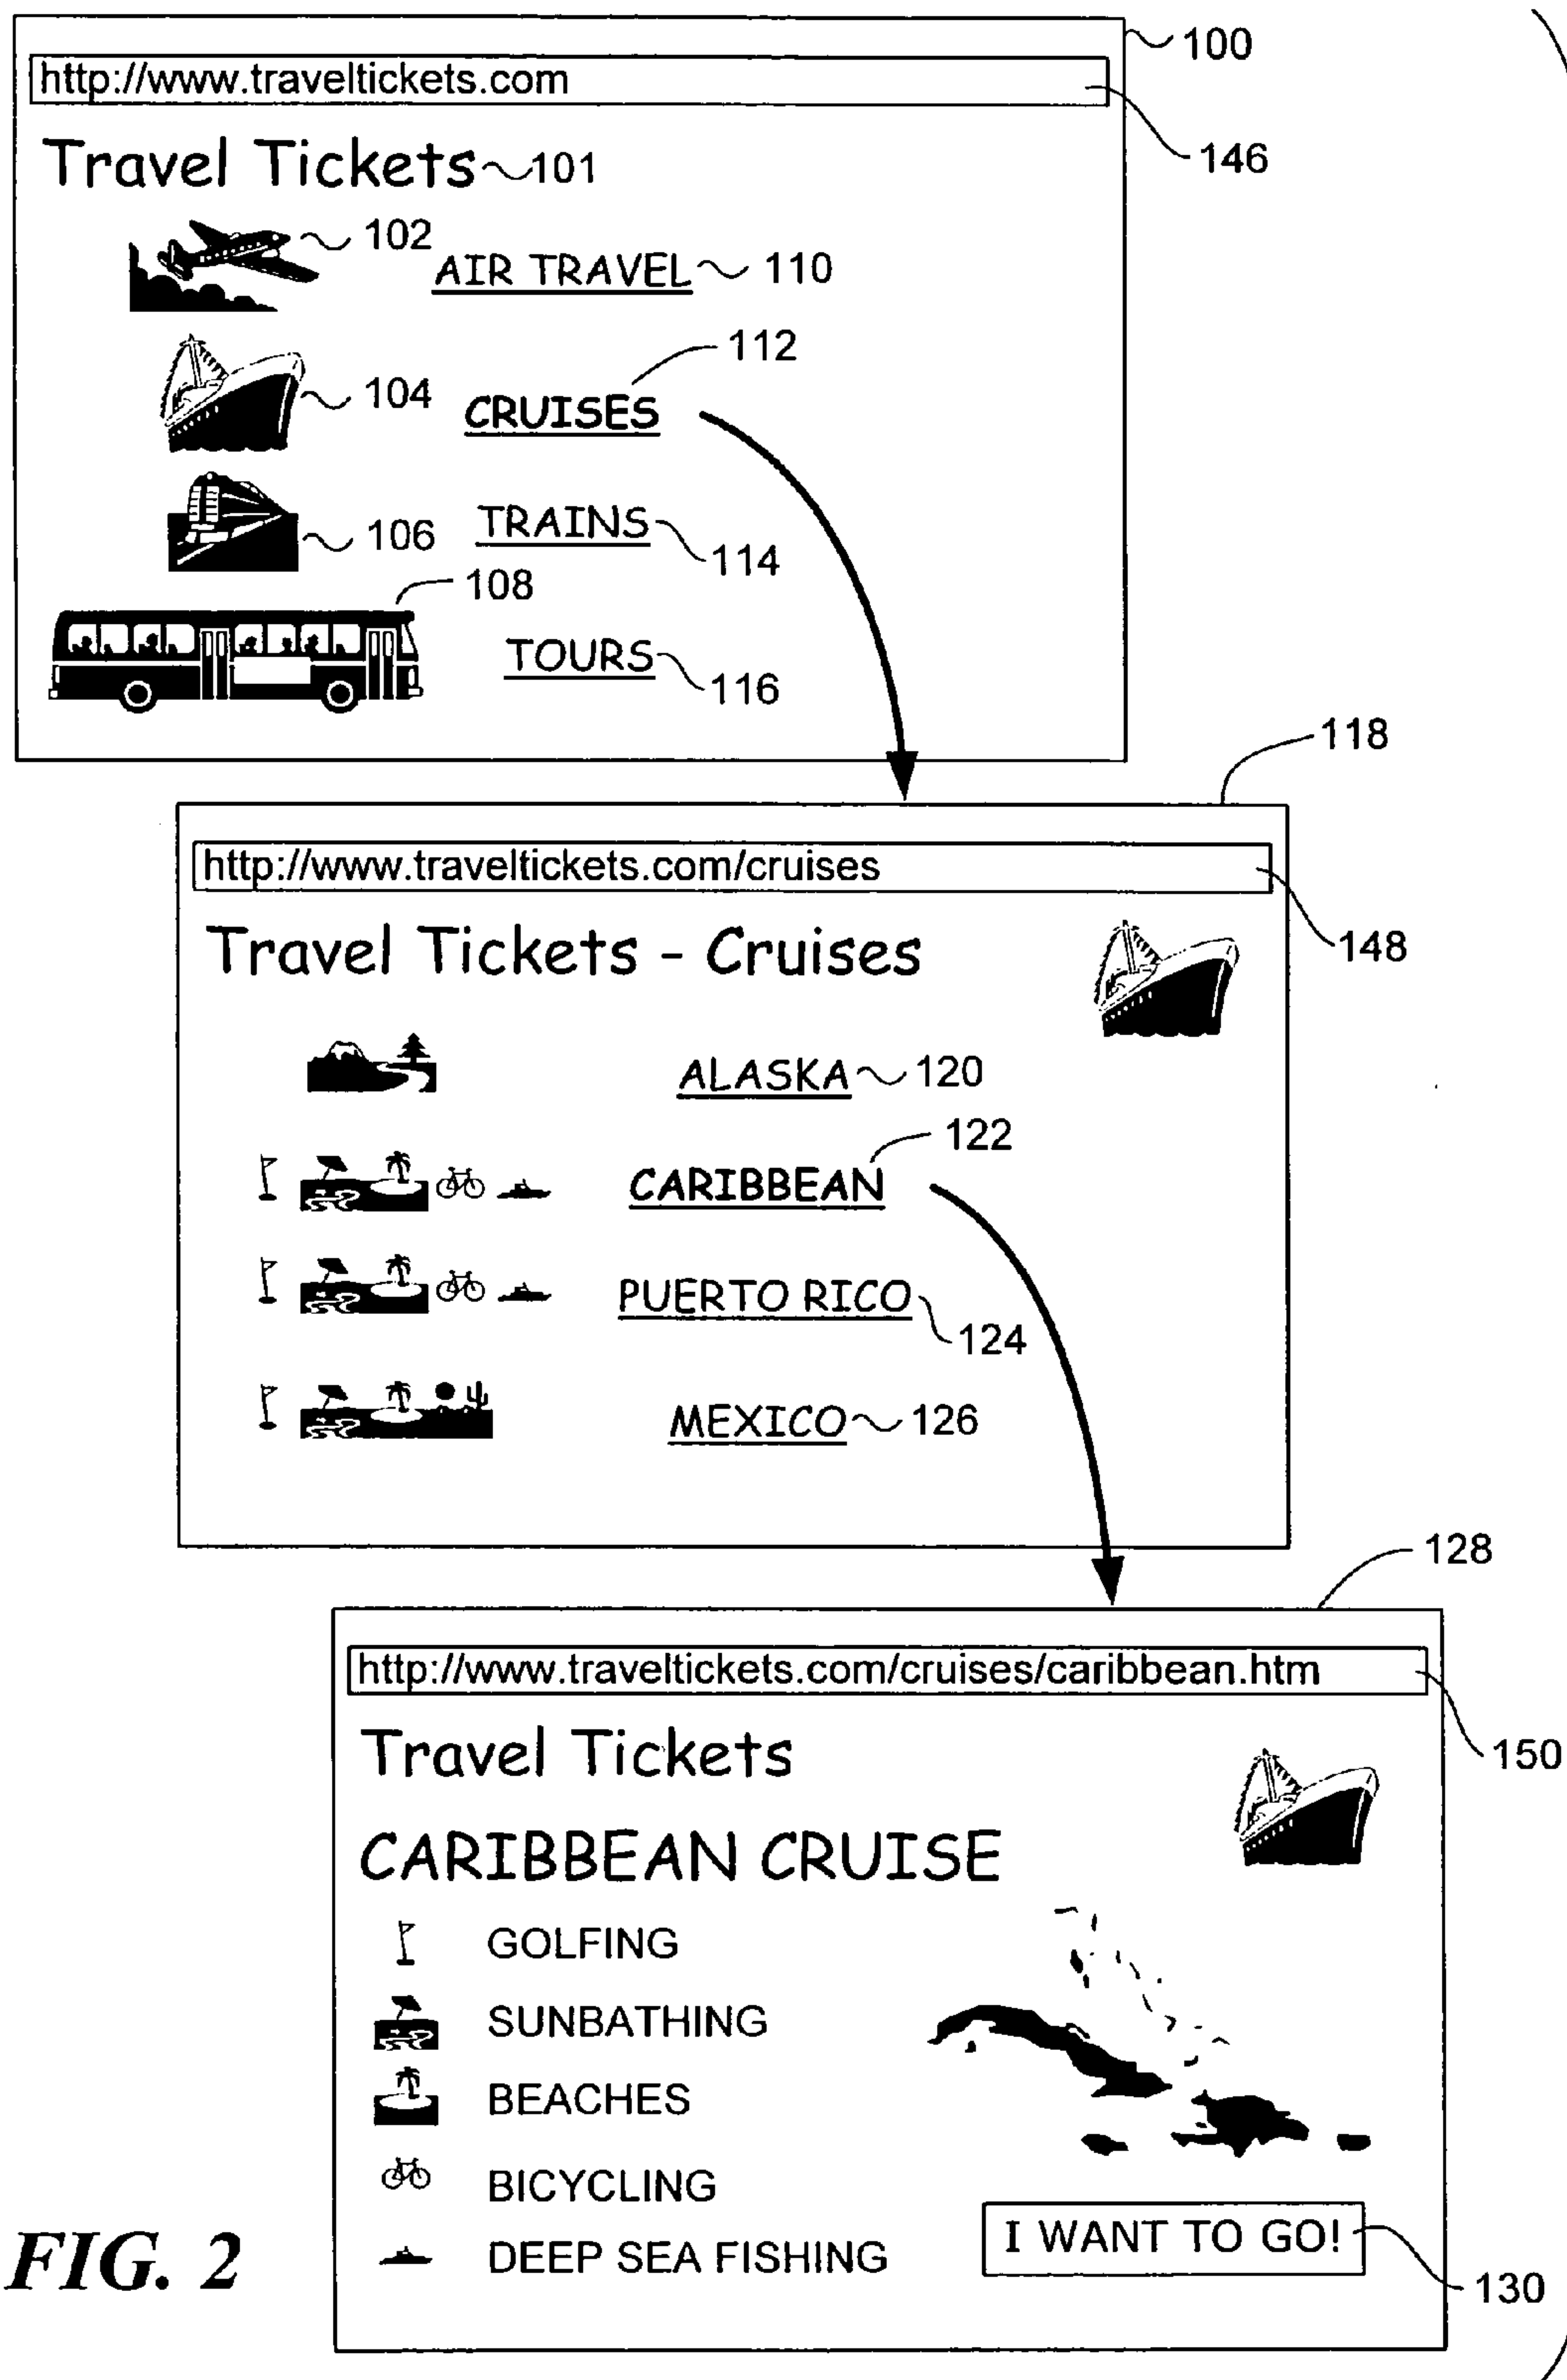 100
http://www.traveltickets.com
146
Travel Tickets 101
102
AIR TRAVEL 110
112
104
CRUISES
106
TRAINS
114
108
TOURS
116
118
http://www.traveltickets.com/cruises
148
Travel Tickets - Cruises
ALASKA 120
122
CARIBBEAN
PUERTO RICO
124
MEXICO 126
128
http://www.traveltickets.com/cruises/caribbean.htm
150
Travel Tickets
CARIBBEAN CRUISE
GOLFING
SUNBATHING
BEACHES
BICYCLING
I WANT TO GO!
DEEP SEA FISHING
130
FIG. 2